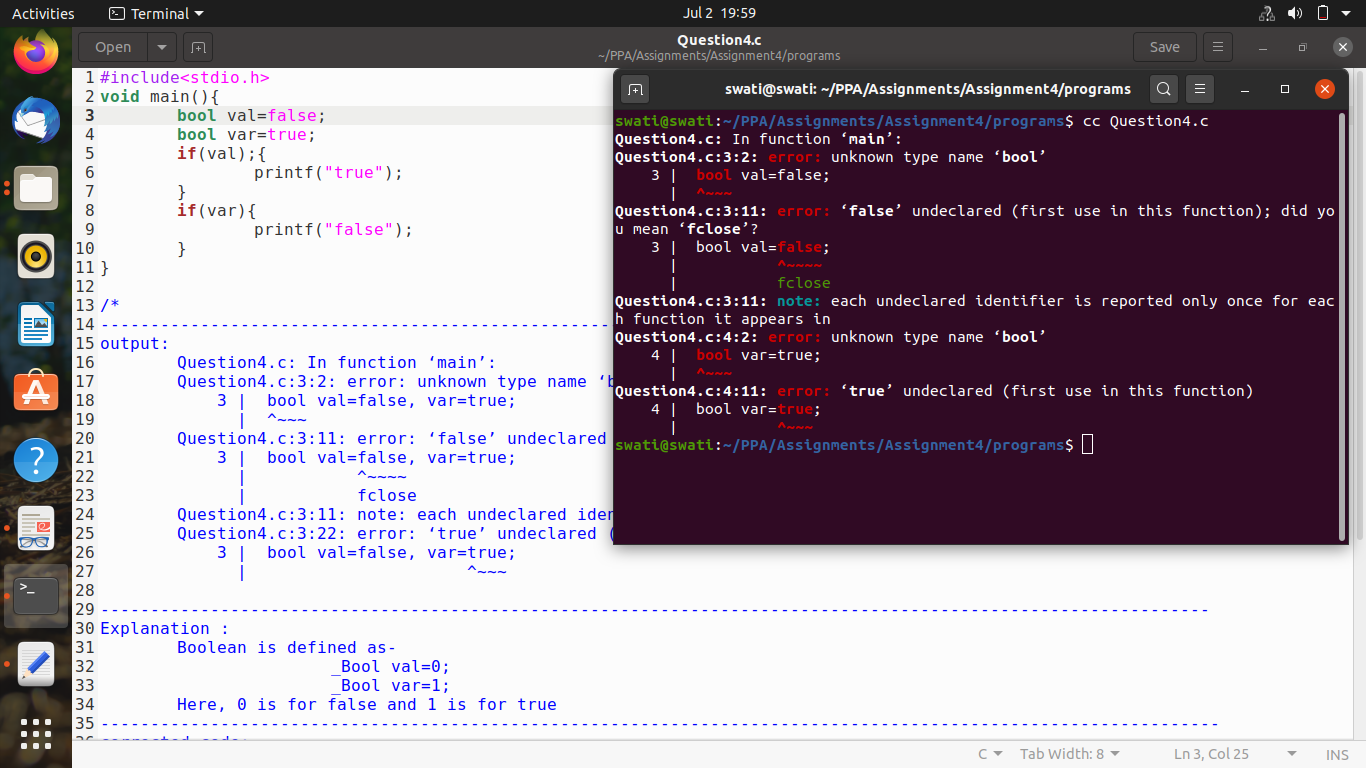 Activities
Terminal
Jul 2 19:59
Open
Question4.c
~/PPA/Assignments/Assignment4/programs
Save
1 #include<stdio.h>
2 void main(){
3 bool val=false;
4 bool var=true;
5 if(val);{
6 printf("true");
7 }
8 if(var){
9 printf("false");
10 }
11 }
12
13 /*
14 ---------------------------------------------------
15 output:
16 Question4.c: In function ‘main’:
17 Question4.c:3:2: error: unknown type name ‘b
18 3 | bool val=false, var=true;
19 | ^~~~
20 Question4.c:3:11: error: ‘false’ undeclared
21 3 | bool val=false, var=true;
22 | ^~~~~
23 | fclose
24 Question4.c:3:11: note: each undeclared iden
25 Question4.c:3:22: error: ‘true’ undeclared (
26 3 | bool val=false, var=true;
27 | ^~~~
28
29 ---------------------------------------------------------------------------------------------------------------
30 Explanation :
31 Boolean is defined as-
32 _Bool val=0;
33 _Bool var=1;
34 Here, 0 is for false and 1 is for true
35 ----------------------------------------------------------------------------------------------------------------
swati@swati: ~/PPA/Assignments/Assignment4/programs
swati@swati:~/PPA/Assignments/Assignment4/programs$ cc Question4.c
Question4.c: In function ‘main’:
Question4.c:3:2: error: unknown type name ‘bool’
3 | bool val=false;
| ^~~~
Question4.c:3:11: error: ‘false’ undeclared (first use in this function); did yo
u mean ‘fclose’?
3 | bool val=false;
| ^~~~~
| fclose
Question4.c:3:11: note: each undeclared identifier is reported only once for eac
h function it appears in
Question4.c:4:2: error: unknown type name ‘bool’
4 | bool var=true;
| ^~~~
Question4.c:4:11: error: ‘true’ undeclared (first use in this function)
4 | bool var=true;
| ^~~~
swati@swati:~/PPA/Assignments/Assignment4/programs$
C
Tab Width: 8
Ln 3, Col 25
INS